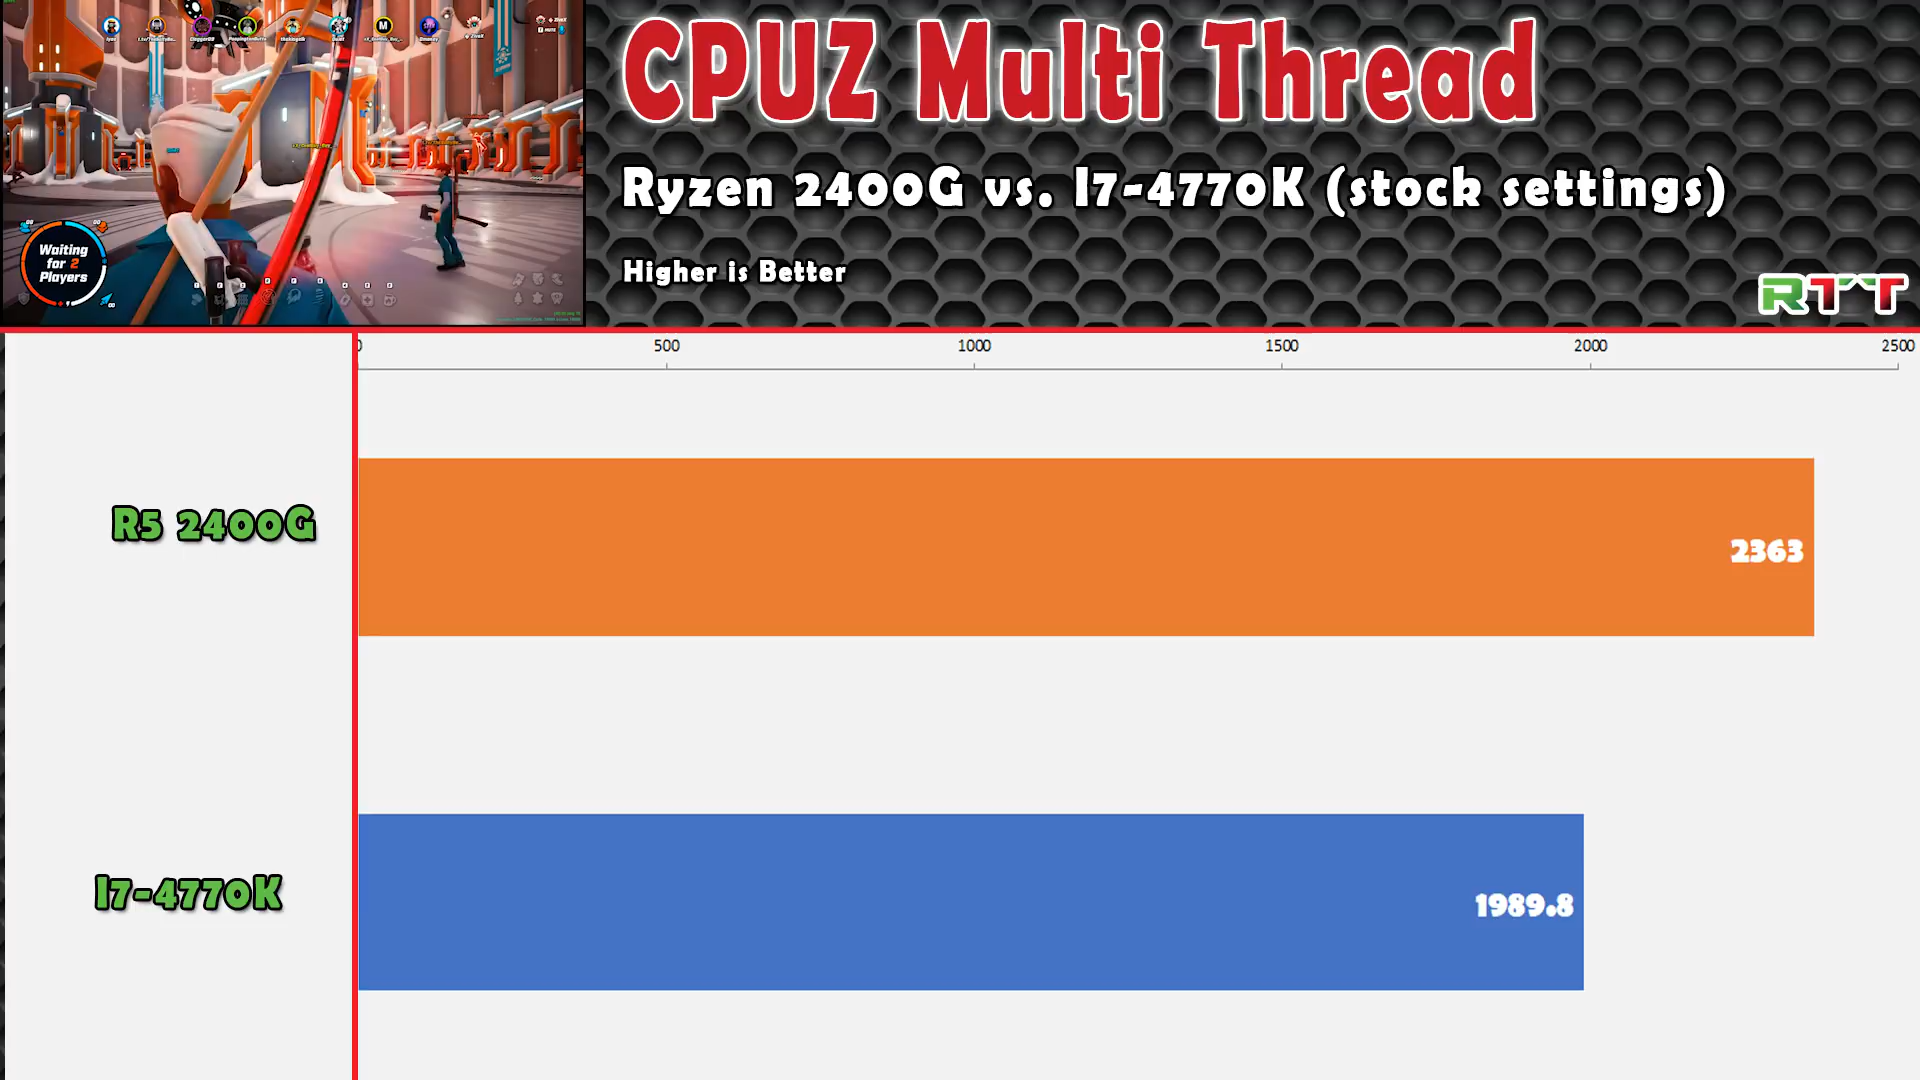 CPUZ Multi Thread
Ryzen 2400G vs. I7-4770K (stock settings)
Higher is Better
RTT
Waiting
for 2
Players
0 500 1000 1500 2000 2500
R5 2400G
2363
I7-4770K
1989.8